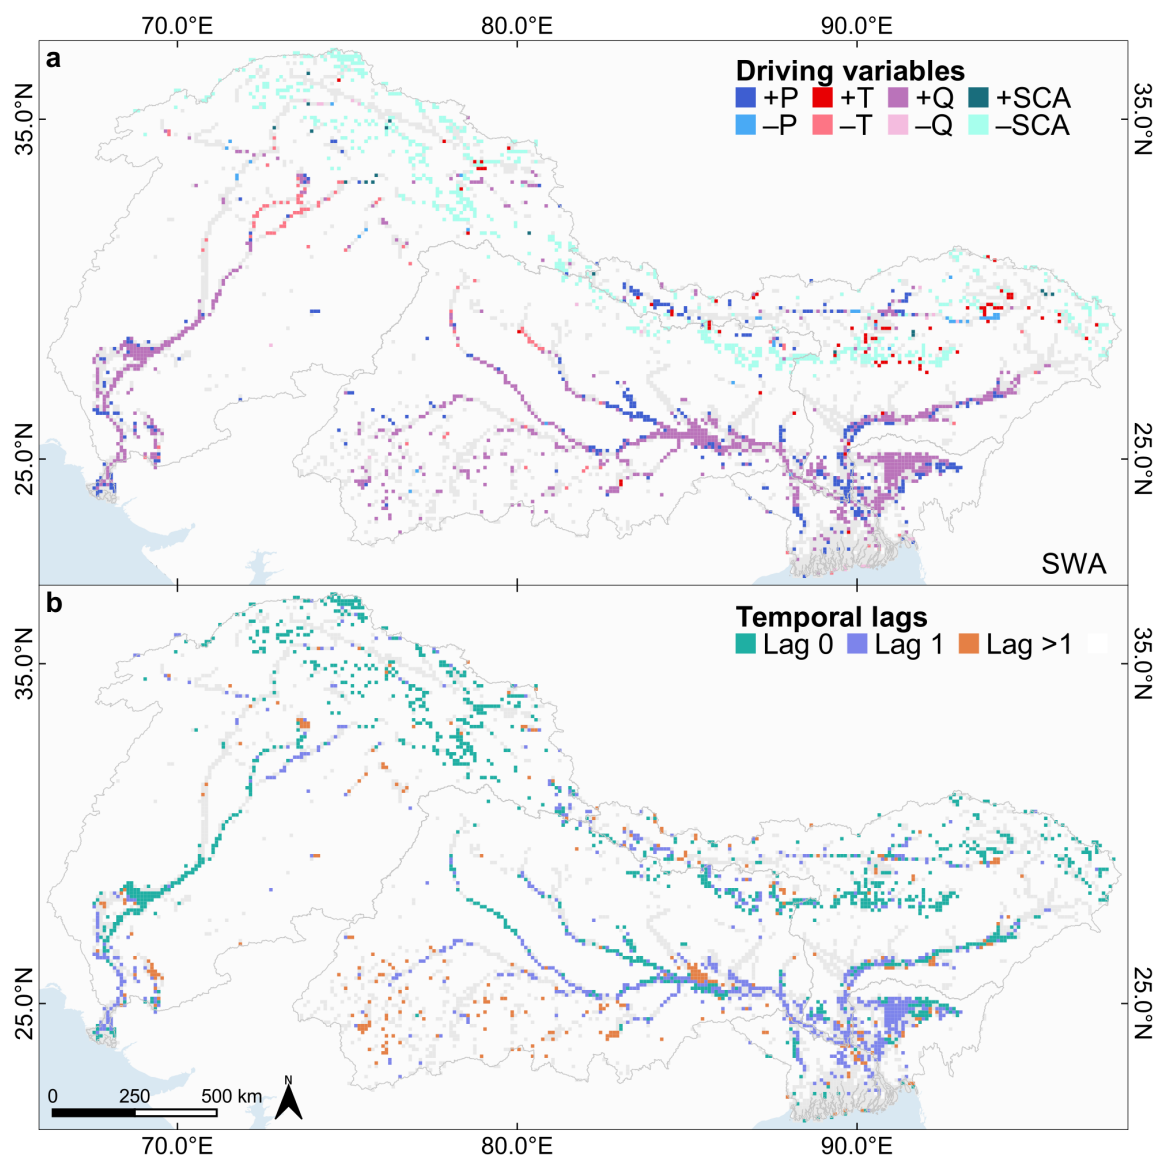 70.0°E 80.0°E 90.0°E
a
Driving variables
+P +T +Q +SCA
–P –T –Q –SCA
35.0°N 35.0°N
25.0°N 25.0°N
SWA
b
Temporal lags
Lag 0 Lag 1 Lag >1
35.0°N 35.0°N
25.0°N 25.0°N
N
0 250 500 km
70.0°E 80.0°E 90.0°E